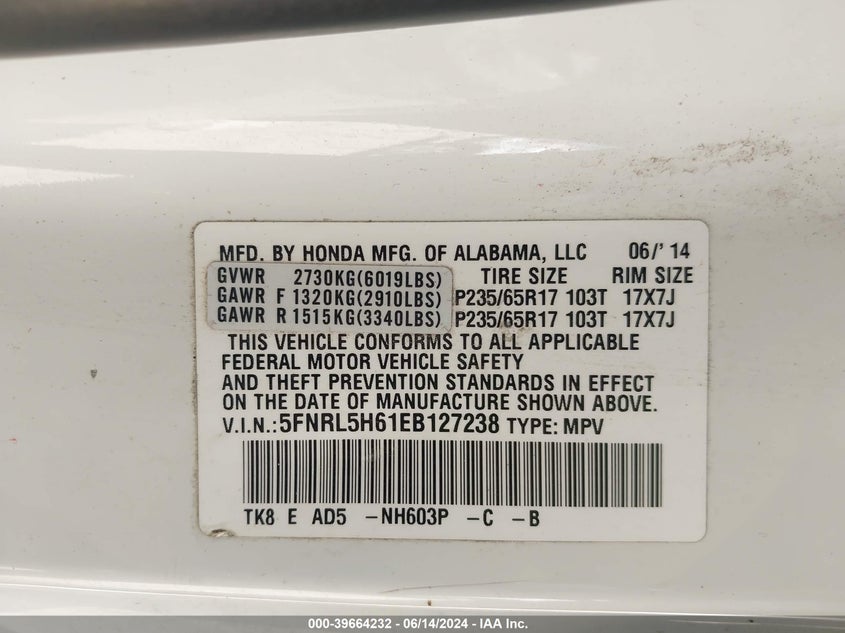 MFD. BY HONDA MFG. OF ALABAMA, LLC 06/' 14
GVWR 2730KG(6019LBS) TIRE SIZE RIM SIZE
GAWR F 1320KG(2910LBS) P235/65R17 103T 17X7J
GAWR R 1515KG(3340LBS) P235/65R17 103T 17X7J
THIS VEHICLE CONFORMS TO ALL APPLICABLE
FEDERAL MOTOR VEHICLE SAFETY
AND THEFT PREVENTION STANDARDS IN EFFECT
ON THE DATE OF MANUFACTURE SHOWN ABOVE.
V.I.N.:5FNRL5H61EB127238 TYPE: MPV
TK8 E AD5 -NH603P -C -B
000-39664232 - 06/14/2024 - IAA Inc.